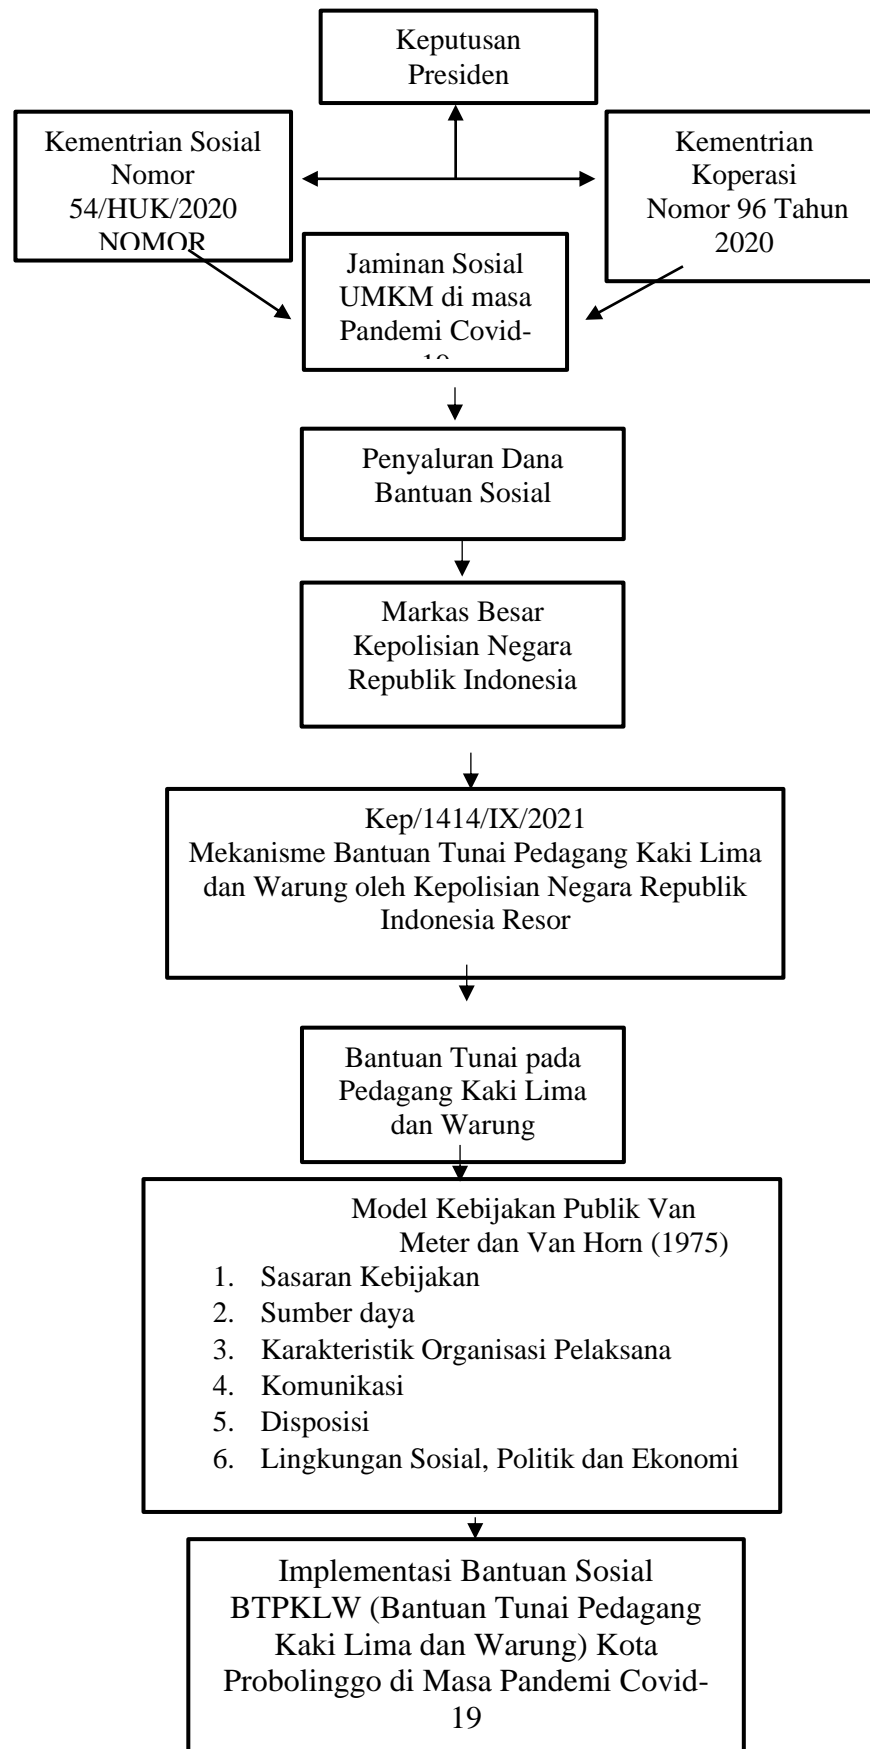 Keputusan
Presiden
Kementrian Sosial
Nomor
54/HUK/2020
NOMOR
Kementrian
Koperasi
Nomor 96 Tahun
2020
Jaminan Sosial
UMKM di masa
Pandemi Covid-
19
Penyaluran Dana
Bantuan Sosial
Markas Besar
Kepolisian Negara
Republik Indonesia
Kep/1414/IX/2021
Mekanisme Bantuan Tunai Pedagang Kaki Lima
dan Warung oleh Kepolisian Negara Republik
Indonesia Resor
Bantuan Tunai pada
Pedagang Kaki Lima
dan Warung
Model Kebijakan Publik Van
Meter dan Van Horn (1975)
1. Sasaran Kebijakan
2. Sumber daya
3. Karakteristik Organisasi Pelaksana
4. Komunikasi
5. Disposisi
6. Lingkungan Sosial, Politik dan Ekonomi
Implementasi Bantuan Sosial
BTPKLW (Bantuan Tunai Pedagang
Kaki Lima dan Warung) Kota
Probolinggo di Masa Pandemi Covid-
19